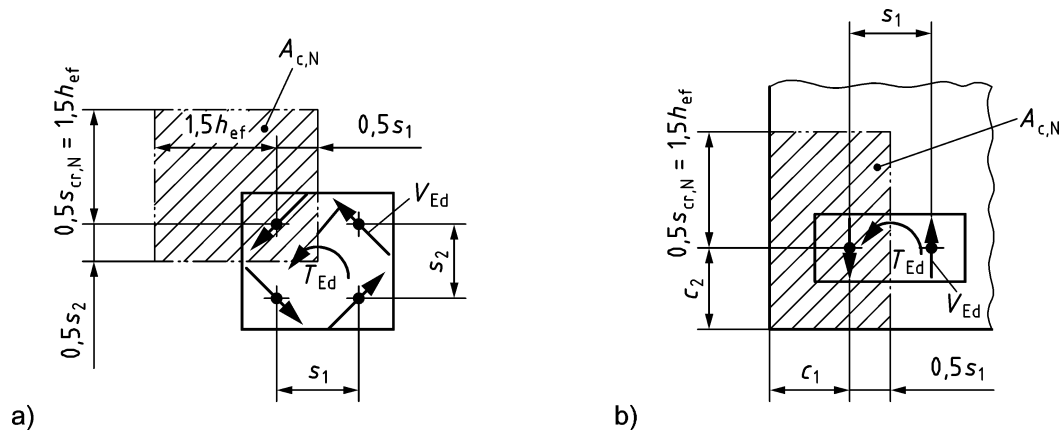 A_c,N
1,5h_ef
0,5s_1
0,5s_cr,N = 1,5h_ef
V_Ed
T_Ed
s_2
0,5s_2
s_1
a)
s_1
A_c,N
0,5s_cr,N = 1,5h_ef
T_Ed
c_2
V_Ed
c_1
0,5s_1
b)